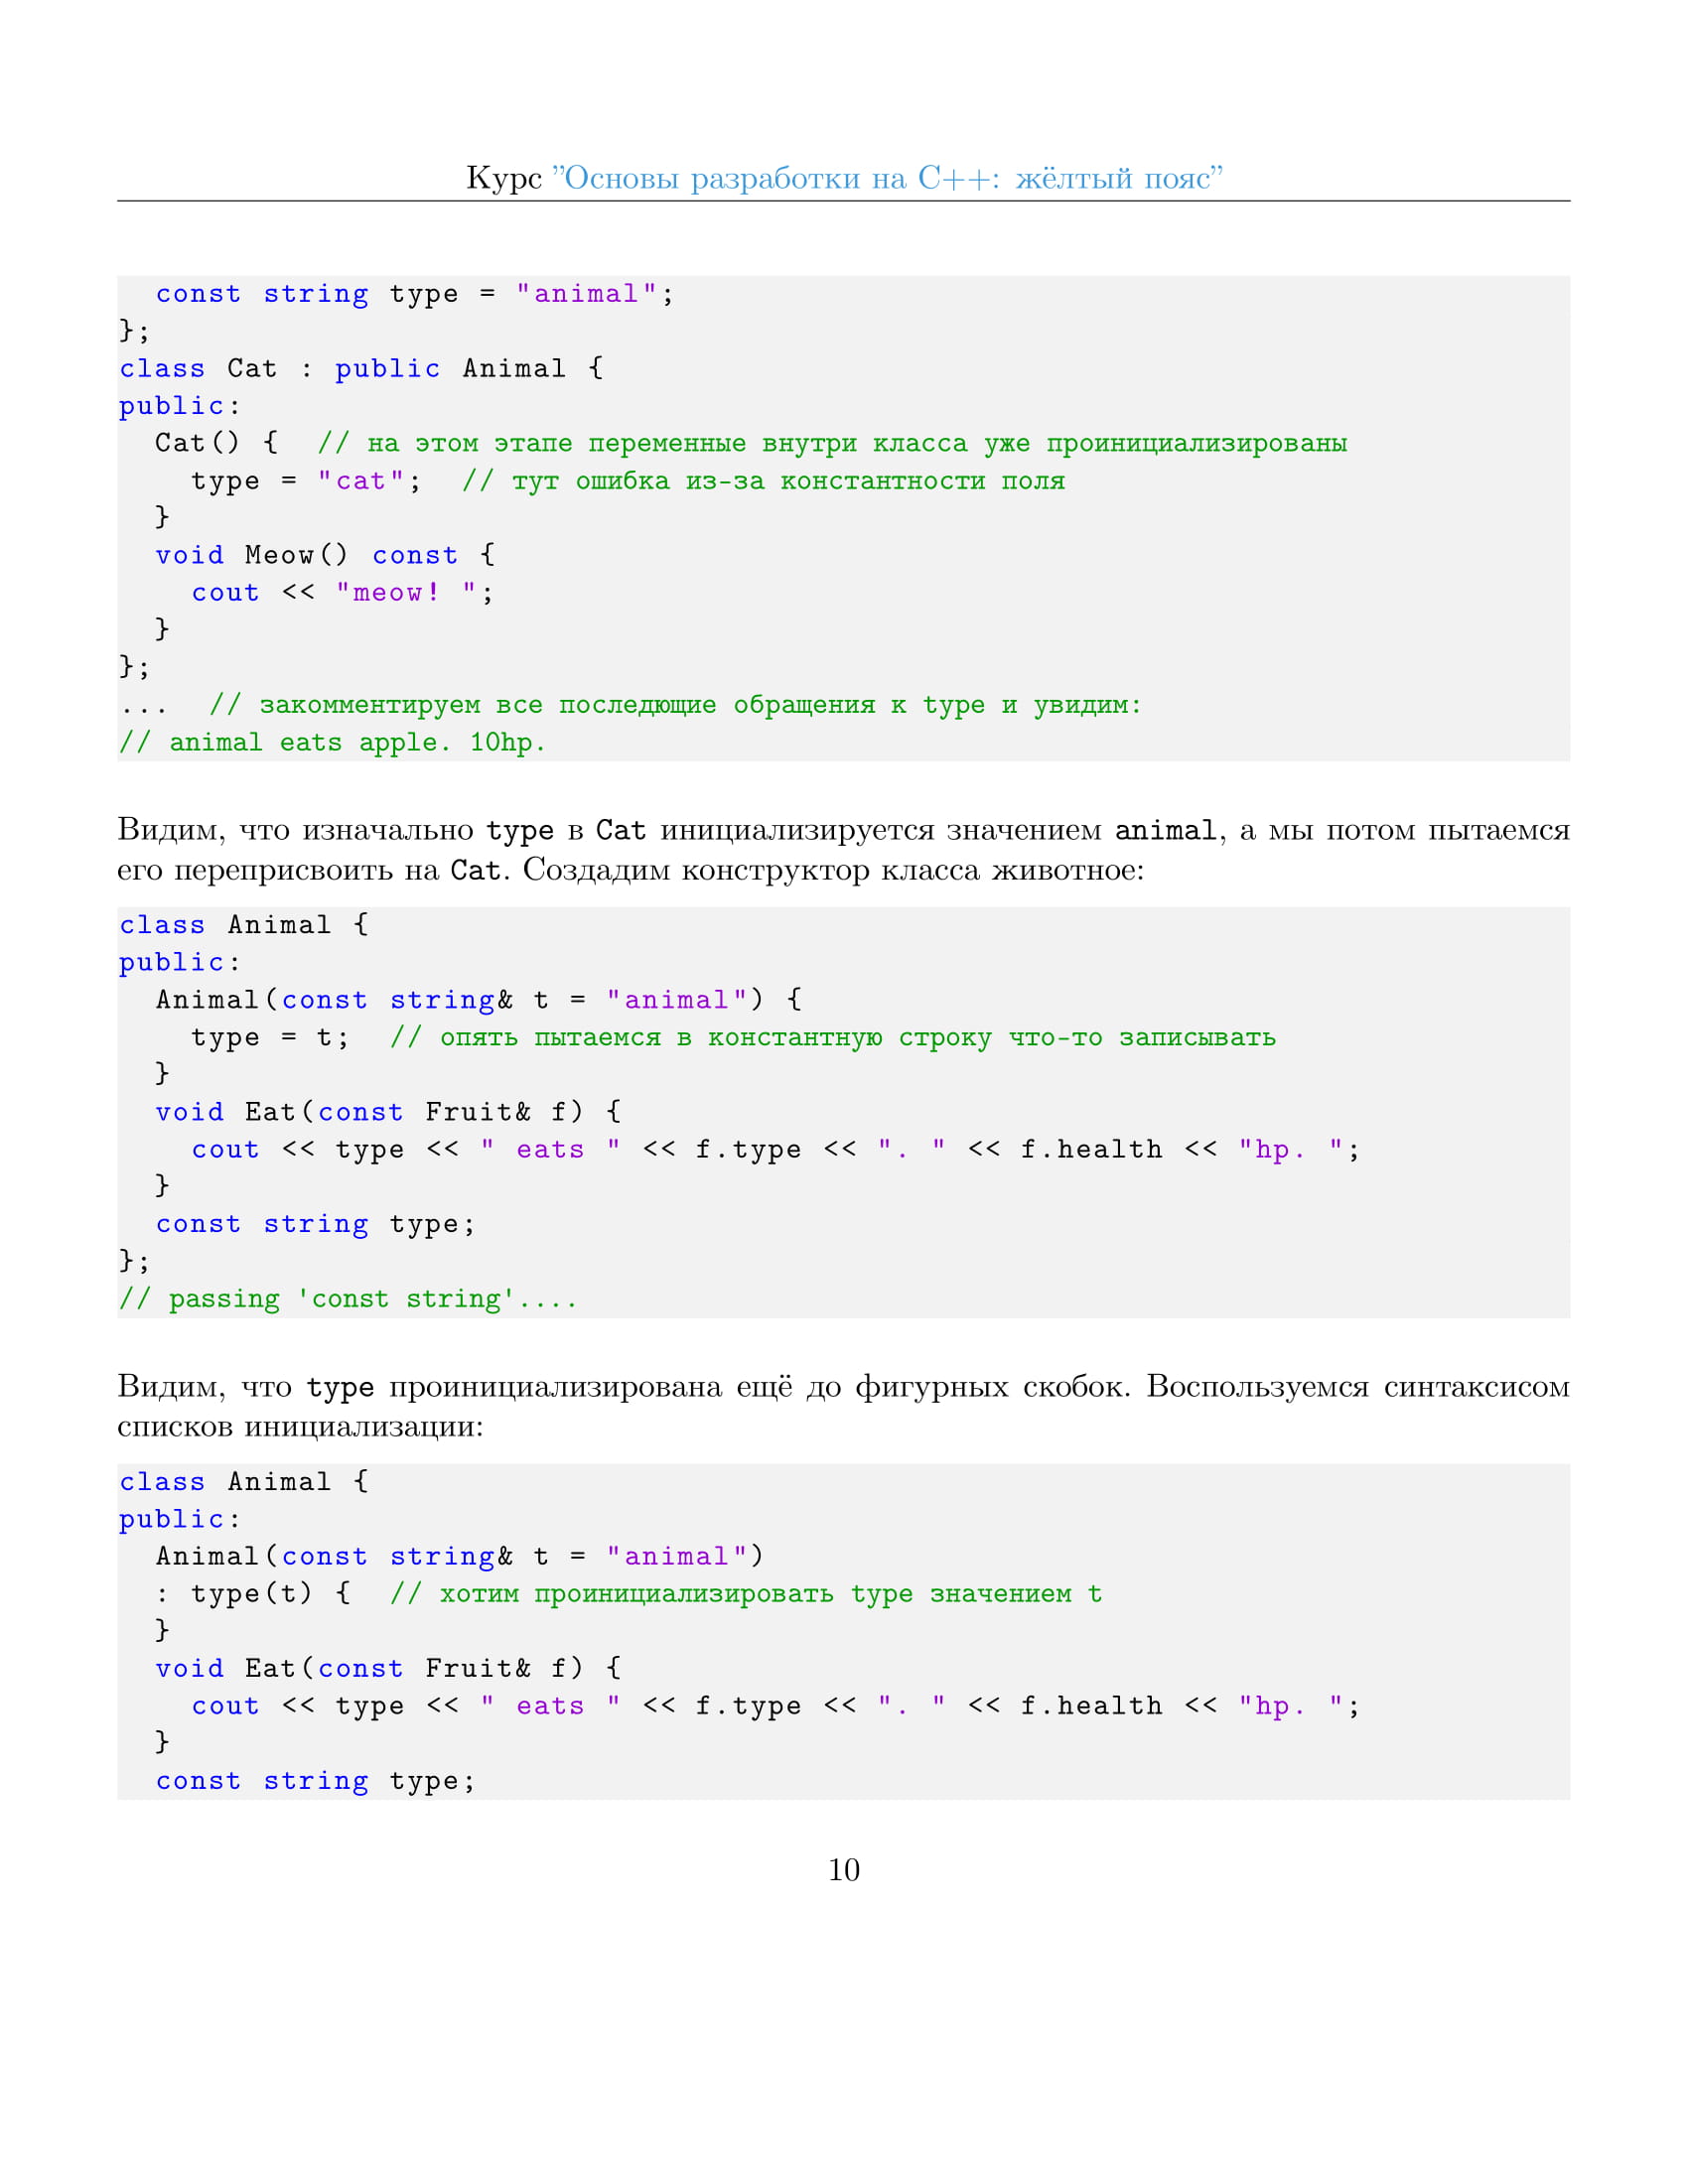 Курс ”Основы разработки на C++: жёлтый пояс”
  const string type = "animal";
};
class Cat : public Animal {
public:
  Cat() {  // на этом этапе переменные внутри класса уже проинициализированы
    type = "cat";  // тут ошибка из-за константности поля
  }
  void Meow() const {
    cout << "meow! ";
  }
};
...  // закомментируем все последющие обращения к type и увидим:
// animal eats apple. 10hp.
Видим, что изначально type в Cat инициализируется значением animal, а мы потом пытаемся
его переприсвоить на Cat. Создадим конструктор класса животное:
class Animal {
public:
  Animal(const string& t = "animal") {
    type = t;  // опять пытаемся в константную строку что-то записывать
  }
  void Eat(const Fruit& f) {
    cout << type << " eats " << f.type << ". " << f.health << "hp. ";
  }
  const string type;
};
// passing 'const string'....
Видим, что type проинициализирована ещё до фигурных скобок. Воспользуемся синтаксисом
списков инициализации:
class Animal {
public:
  Animal(const string& t = "animal")
  : type(t) {  // хотим проинициализировать type значением t
  }
  void Eat(const Fruit& f) {
    cout << type << " eats " << f.type << ". " << f.health << "hp. ";
  }
  const string type;
10